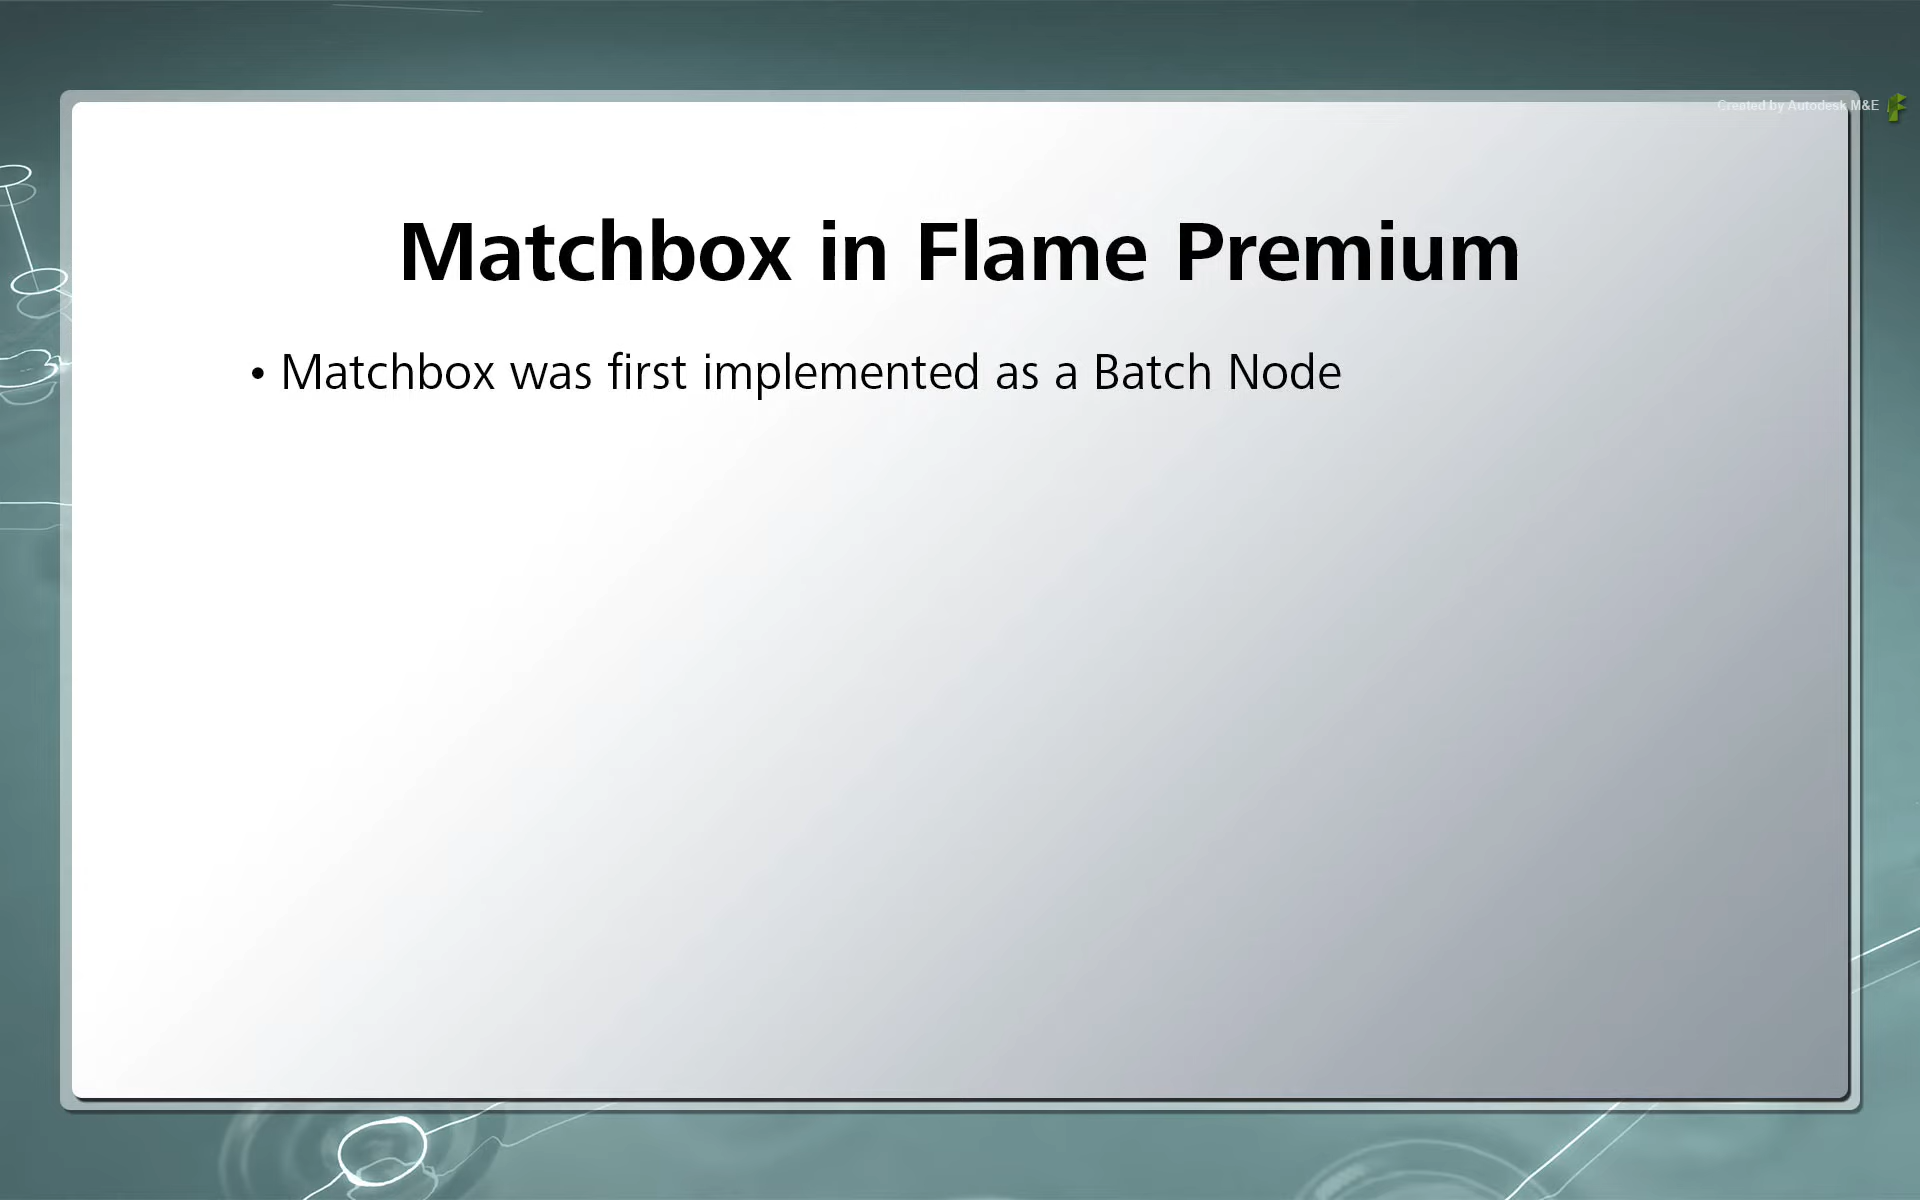 Created by Autodesk M&E
Matchbox in Flame Premium
• Matchbox was first implemented as a Batch Node